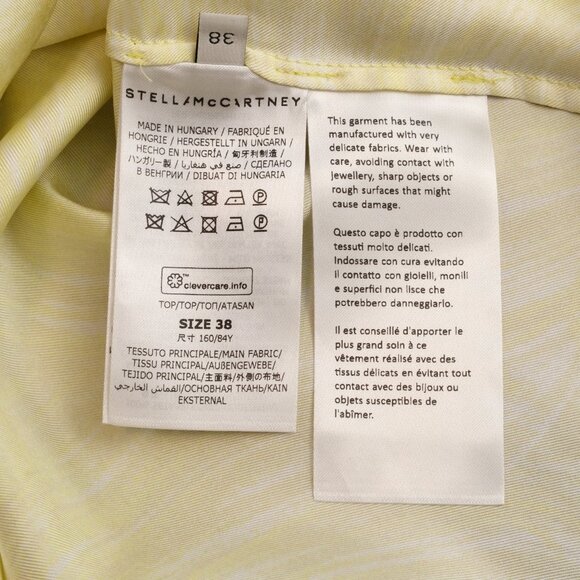 38
STELLA McCARTNEY
MADE IN HUNGARY / FABRIQUÉ EN
HONGRIE / HERGESTELLT IN UNGARN /
HECHO EN HUNGRÍA / 匈牙利制造 /
ハンガリー製 / صنع في هنغاريا / СДЕЛАНО
В ВЕНГРИИ / DIBUAT DI HUNGARIA
clevercare.info
TOP/TOP/ТОП/ATASAN
SIZE 38
尺寸 160/84Y
TESSUTO PRINCIPALE/MAIN FABRIC/
TISSU PRINCIPAL/AUßENGEWEBE/
TEJIDO PRINCIPAL/主面料/外側の布地/
القماش الخارجي/ОСНОВНАЯ ТКАНЬ/KAIN
EKSTERNAL
This garment has been
manufactured with very
delicate fabrics. Wear with
care, avoiding contact with
jewellery, sharp objects or
rough surfaces that might
cause damage.
Questo capo è prodotto con
tessuti molto delicati.
Indossare con cura evitando
il contatto con gioielli, monili
e superfici non lisce che
potrebbero danneggiarlo.
Il est conseillé d'apporter le
plus grand soin à ce
vêtement réalisé avec des
tissus délicats en évitant tout
contact avec des bijoux ou
objets susceptibles de
l'abîmer.